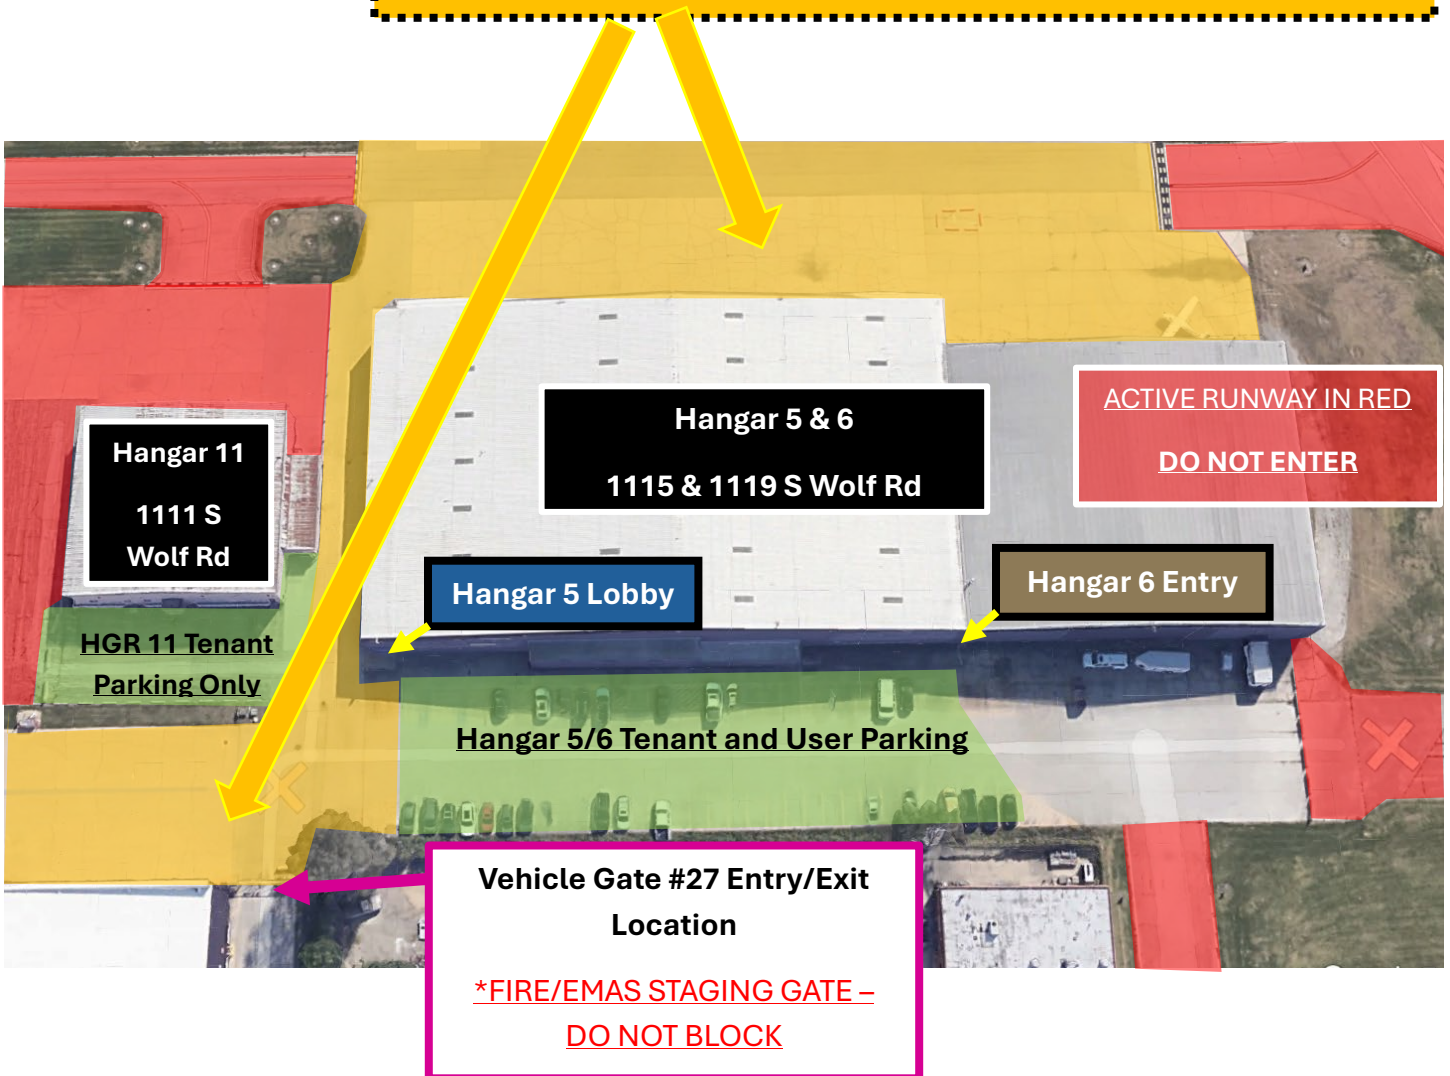 Hangar 11
1111 S
Wolf Rd
Hangar 5 & 6
1115 & 1119 S Wolf Rd
ACTIVE RUNWAY IN RED
DO NOT ENTER
Hangar 5 Lobby
Hangar 6 Entry
HGR 11 Tenant
Parking Only
Hangar 5/6 Tenant and User Parking
Vehicle Gate #27 Entry/Exit
Location
*FIRE/EMAS STAGING GATE –
DO NOT BLOCK